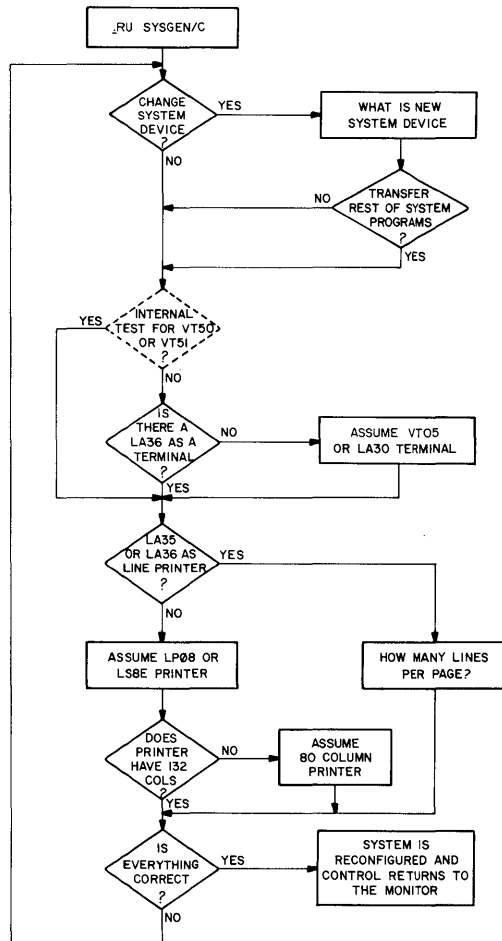 .RU SYSGEN/C
CHANGE
SYSTEM
DEVICE
?
YES
WHAT IS NEW
SYSTEM DEVICE
NO
TRANSFER
REST OF SYSTEM
PROGRAMS
?
NO
YES
INTERNAL
TEST FOR VT50
OR VT51
?
YES
NO
IS
THERE A
LA36 AS A
TERMINAL
?
NO
ASSUME VT05
OR LA30 TERMINAL
YES
LA35
OR LA36 AS
LINE PRINTER
?
YES
NO
ASSUME LPØ8 OR
LS8E PRINTER
HOW MANY LINES
PER PAGE?
DOES
PRINTER
HAVE 132
COLS
?
NO
ASSUME
80 COLUMN
PRINTER
YES
IS
EVERYTHING
CORRECT
?
YES
SYSTEM IS
RECONFIGURED AND
CONTROL RETURNS TO
THE MONITOR
NO